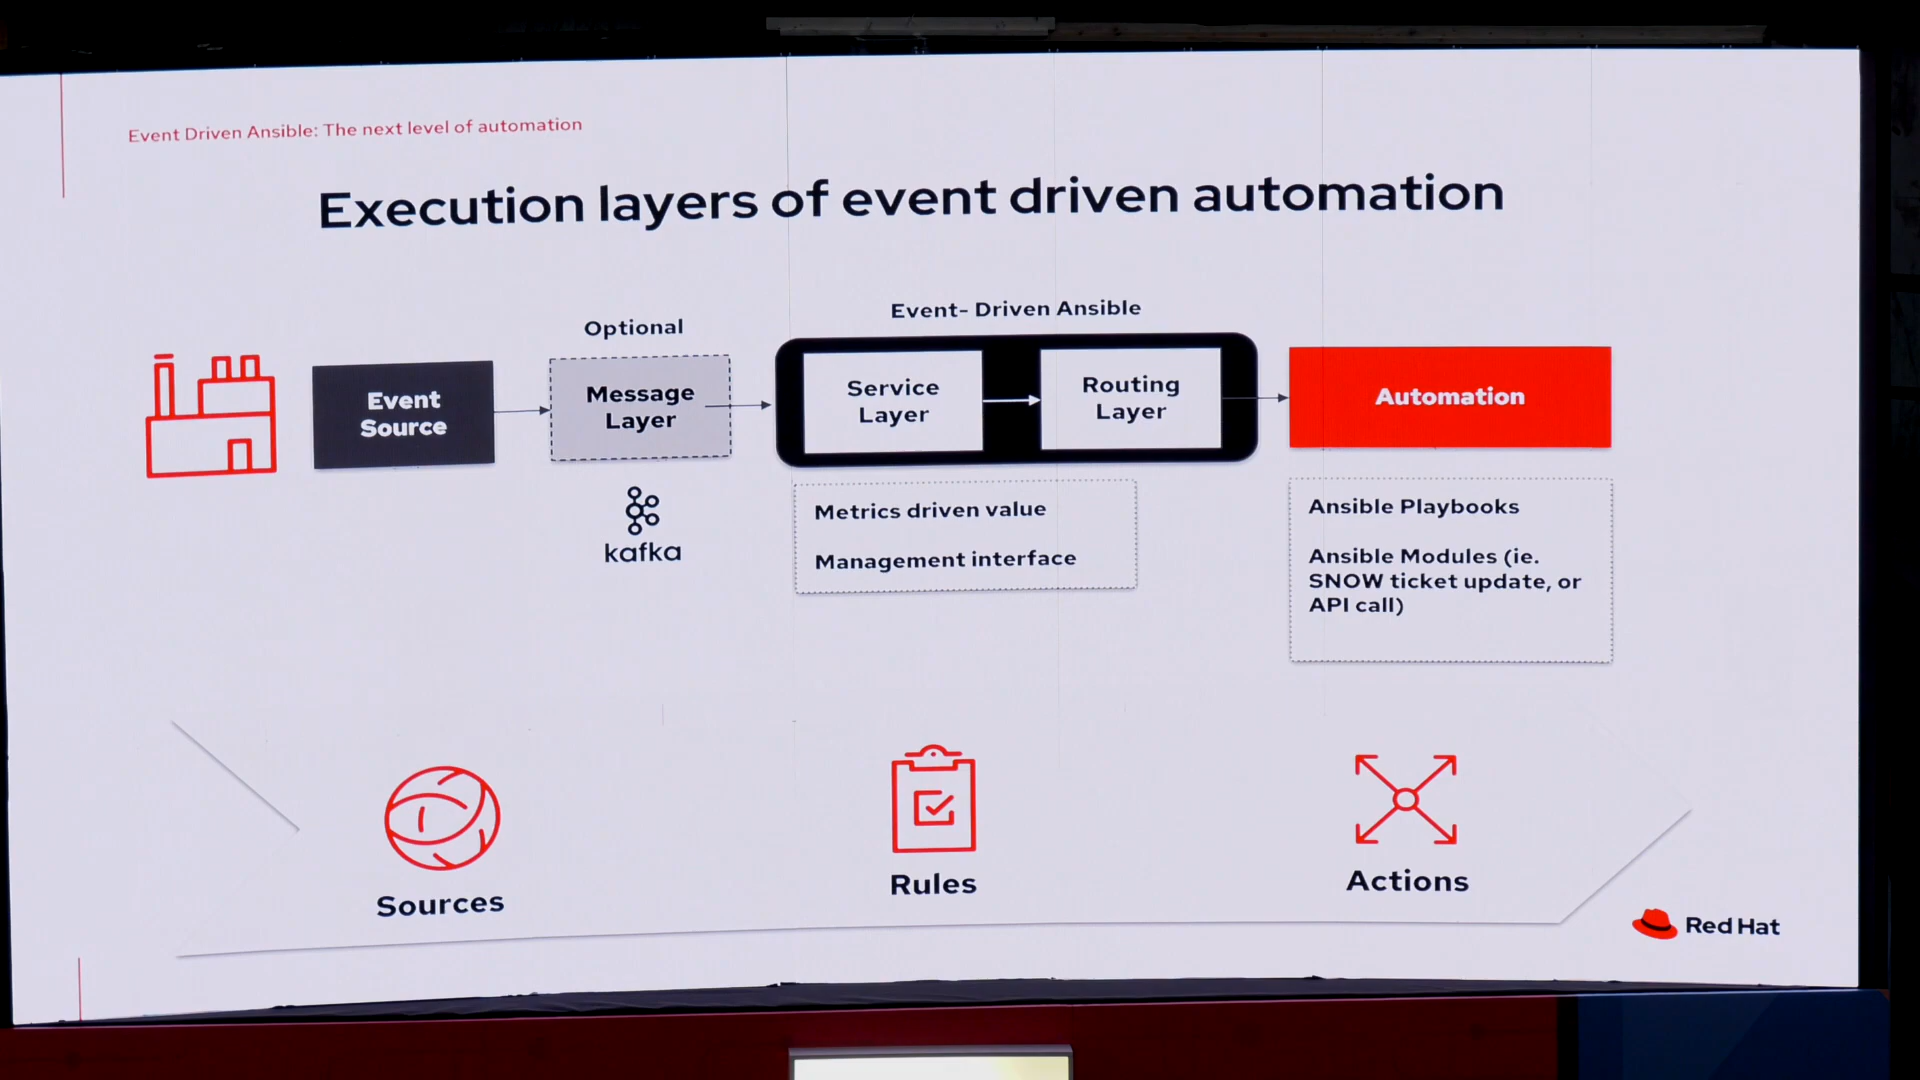 Event Driven Ansible: The next level of automation
Execution layers of event driven automation
Event
Source
Optional
Message
Layer
kafka
Event- Driven Ansible
Service
Layer
Routing
Layer
Metrics driven value
Management interface
Automation
Ansible Playbooks
Ansible Modules (ie.
SNOW ticket update, or
API call)
Sources
Rules
Actions
Red Hat